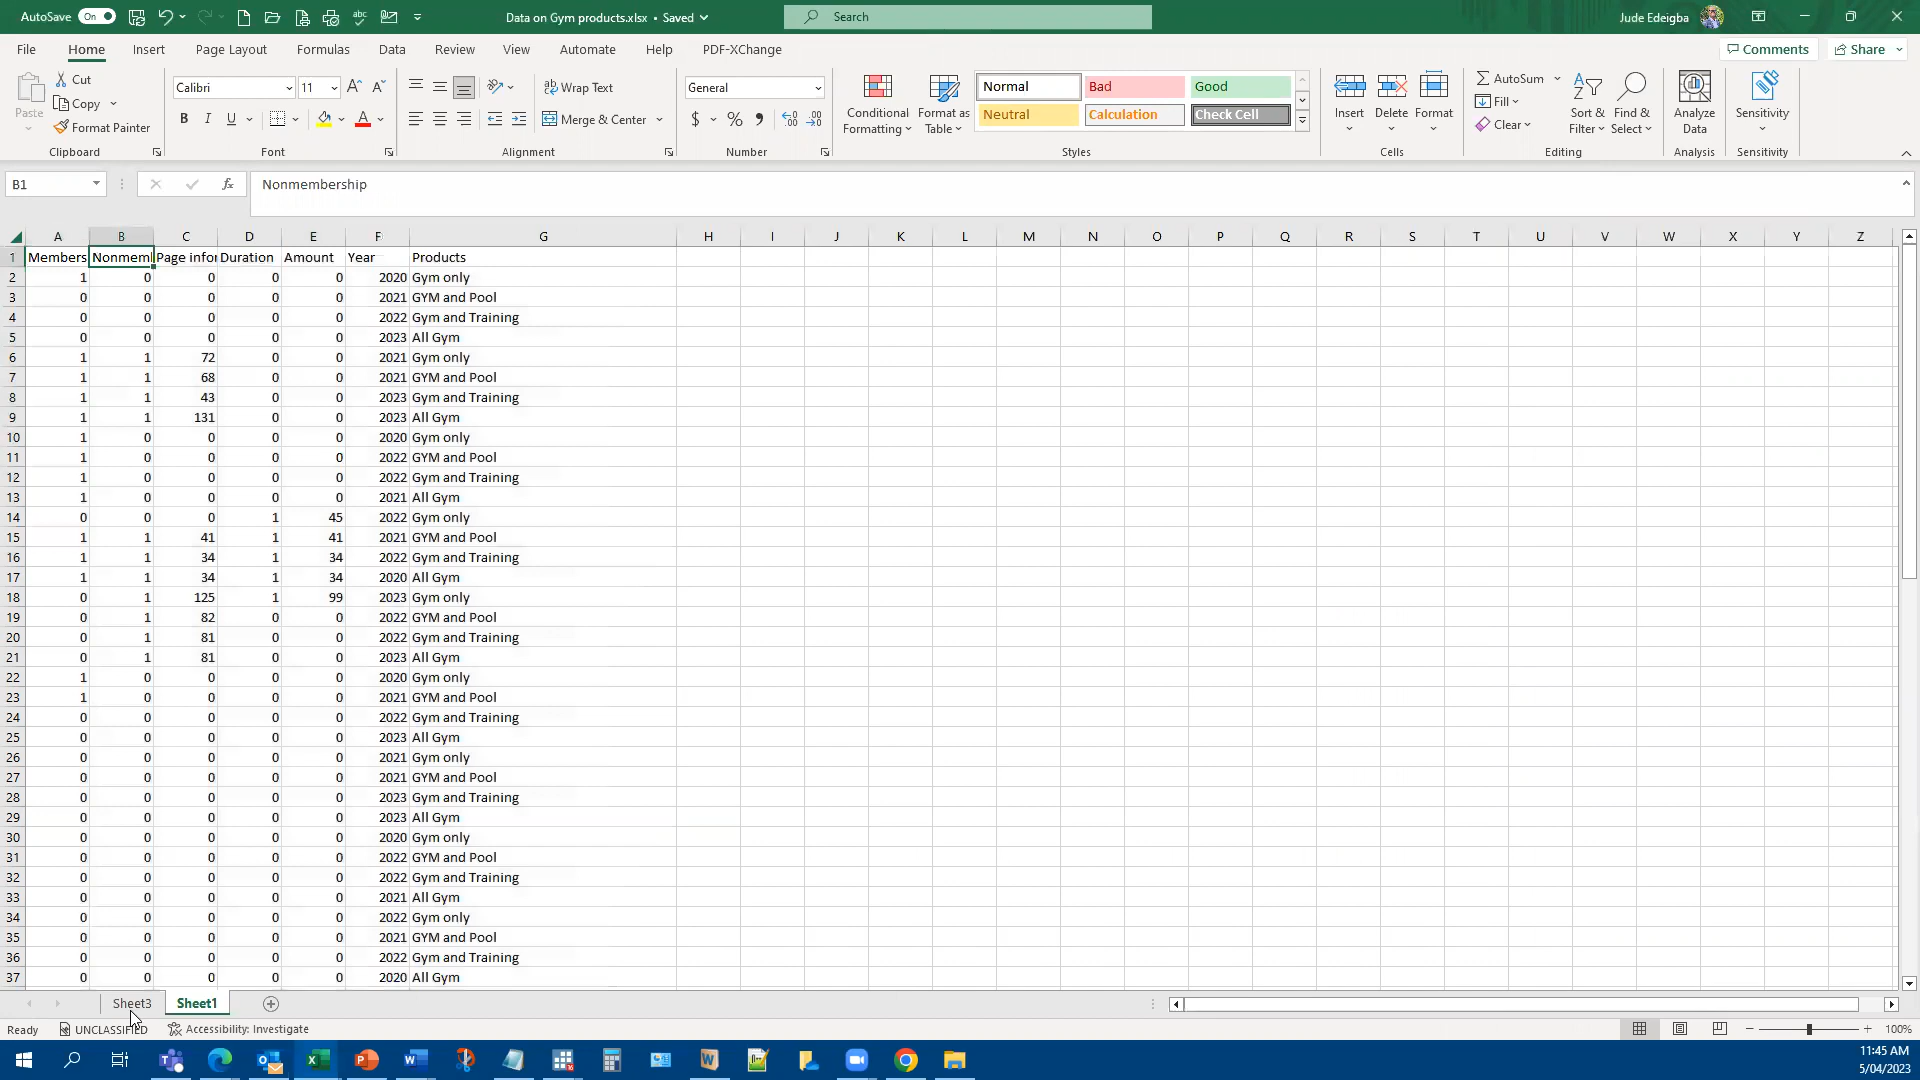 AutoSave On Data on Gym products.xlsx • Saved Search Jude Edeigba
File Home Insert Page Layout Formulas Data Review View Automate Help PDF-XChange Comments Share
Paste Cut Copy Format Painter
Calibri 11 B I U
Wrap Text Merge & Center
General $ %
Conditional Formatting Format as Table
Normal Bad Good
Neutral Calculation Check Cell
Insert Delete Format
AutoSum Fill Clear Sort & Filter Find & Select
Analyze Data Sensitivity
Clipboard Font Alignment Number Styles Cells Editing Analysis Sensitivity
B1 fx Nonmembership
A B C D E F G H I J K L M N O P Q R S T U V W X Y Z
1 Members Nonmem Page infor Duration Amount Year Products
2 1 0 0 0 0 2020 Gym only
3 0 0 0 0 0 2021 GYM and Pool
4 0 0 0 0 0 2022 Gym and Training
5 0 0 0 0 0 2023 All Gym
6 1 1 72 0 0 2021 Gym only
7 1 1 68 0 0 2021 GYM and Pool
8 1 1 43 0 0 2023 Gym and Training
9 1 1 131 0 0 2023 All Gym
10 1 0 0 0 0 2020 Gym only
11 1 0 0 0 0 2022 GYM and Pool
12 1 0 0 0 0 2022 Gym and Training
13 1 0 0 0 0 2021 All Gym
14 0 0 0 1 45 2022 Gym only
15 1 1 41 1 41 2021 GYM and Pool
16 1 1 34 1 34 2022 Gym and Training
17 1 1 34 1 34 2020 All Gym
18 0 1 125 1 99 2023 Gym only
19 0 1 82 0 0 2022 GYM and Pool
20 0 1 81 0 0 2022 Gym and Training
21 0 1 81 0 0 2023 All Gym
22 1 0 0 0 0 2020 Gym only
23 1 0 0 0 0 2021 GYM and Pool
24 0 0 0 0 0 2022 Gym and Training
25 0 0 0 0 0 2023 All Gym
26 0 0 0 0 0 2021 Gym only
27 0 0 0 0 0 2021 GYM and Pool
28 0 0 0 0 0 2023 Gym and Training
29 0 0 0 0 0 2023 All Gym
30 0 0 0 0 0 2020 Gym only
31 0 0 0 0 0 2022 GYM and Pool
32 0 0 0 0 0 2022 Gym and Training
33 0 0 0 0 0 2021 All Gym
34 0 0 0 0 0 2022 Gym only
35 0 0 0 0 0 2021 GYM and Pool
36 0 0 0 0 0 2022 Gym and Training
37 0 0 0 0 0 2020 All Gym
Sheet3 Sheet1
Ready UNCLASSIFIED Accessibility: Investigate 100%
11:45 AM
5/04/2023